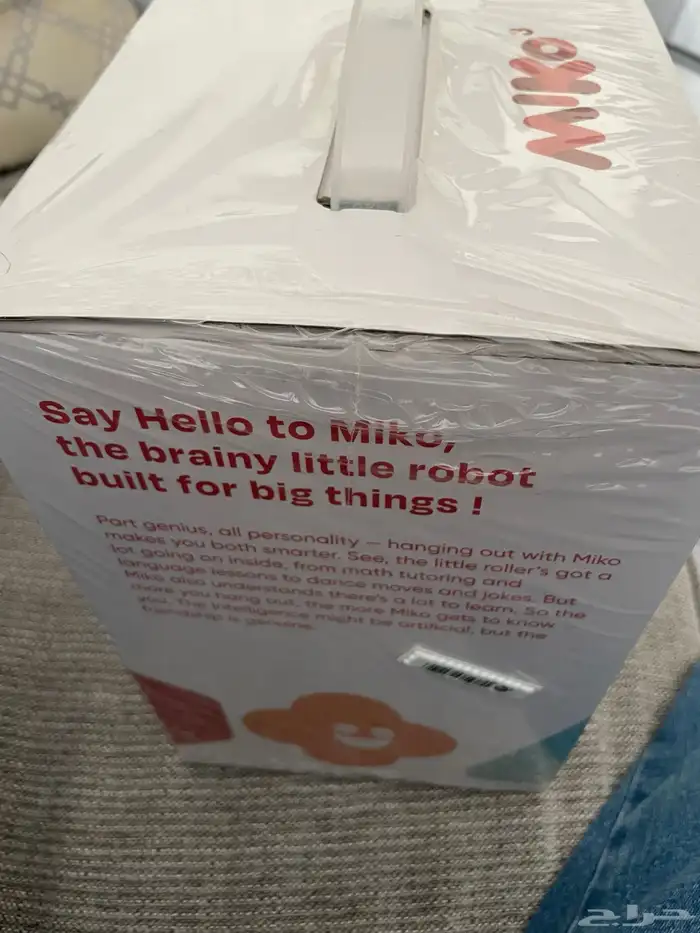 MIKO3
Say Hello to Miko,
the brainy little robot
built for big things !
Part genius, all personality — hanging out with Miko
makes you both smarter. See, the little roller's got a
lot going on inside, from math tutoring and
language lessons to dance moves and jokes. But
Miko also understands there's a lot to learn. So the
more you hang out, the more Miko gets to know
you. The intelligence might be artificial, but the
friendship is genuine.
حراج